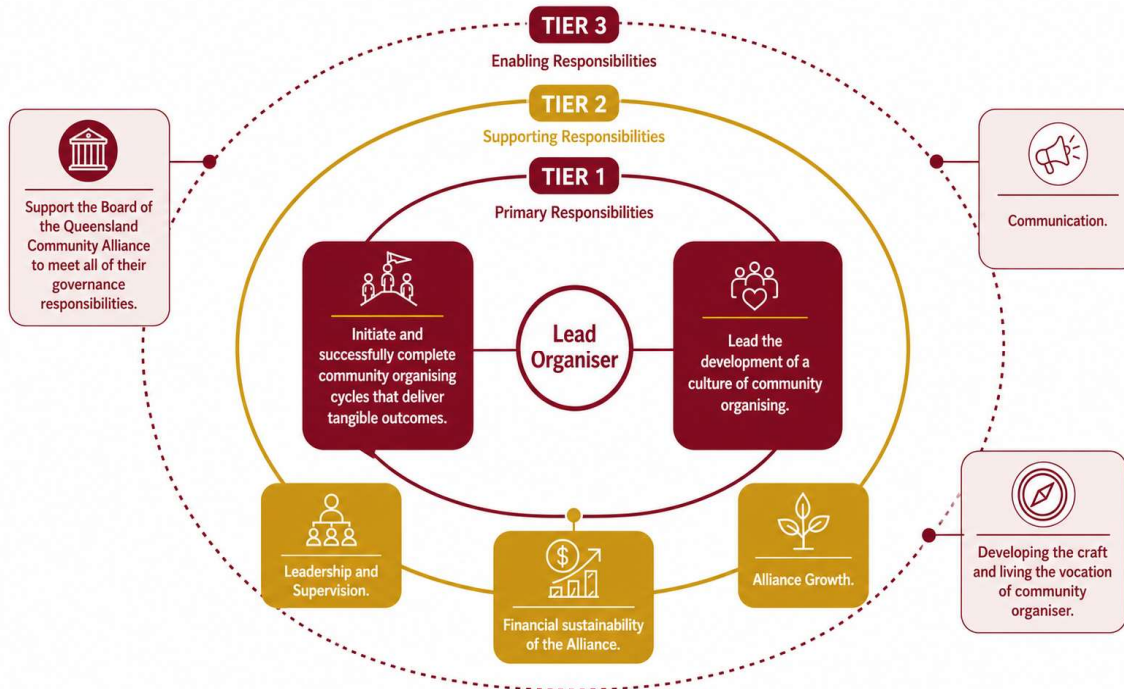 TIER 3
Enabling Responsibilities
TIER 2
Supporting Responsibilities
TIER 1
Primary Responsibilities
Support the Board of
the Queensland
Community Alliance
to meet all of their
governance
responsibilities.
Communication.
Initiate and
successfully complete
community organising
cycles that deliver
tangible outcomes.
Lead
Organiser
Lead the
development of a
culture of community
organising.
Leadership and
Supervision.
$
Financial sustainability
of the Alliance.
Alliance Growth.
Developing the craft
and living the vocation
of community
organiser.